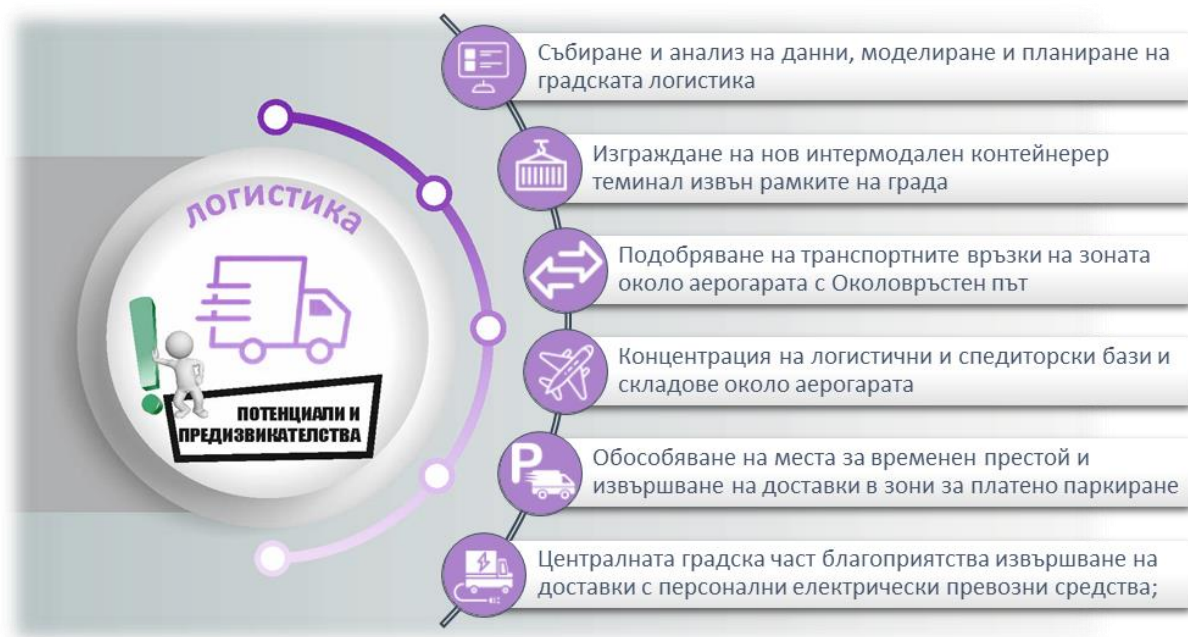 ЛОГИСТИКА
ПОТЕНЦИАЛИ И
ПРЕДИЗВИКАТЕЛСТВА
Събиране и анализ на данни, моделиране и планиране на
градската логистика
Изграждане на нов интермодален контейнерер
теминал извън рамките на града
Подобряване на транспортните връзки на зоната
около аерогарата с Околовръстен път
Концентрация на логистични и спедиторски бази и
складове около аерогарата
P
Обособяване на места за временен престой и
извършване на доставки в зони за платено паркиране
Централната градска част благоприятства извършване на
доставки с персонални електрически превозни средства;